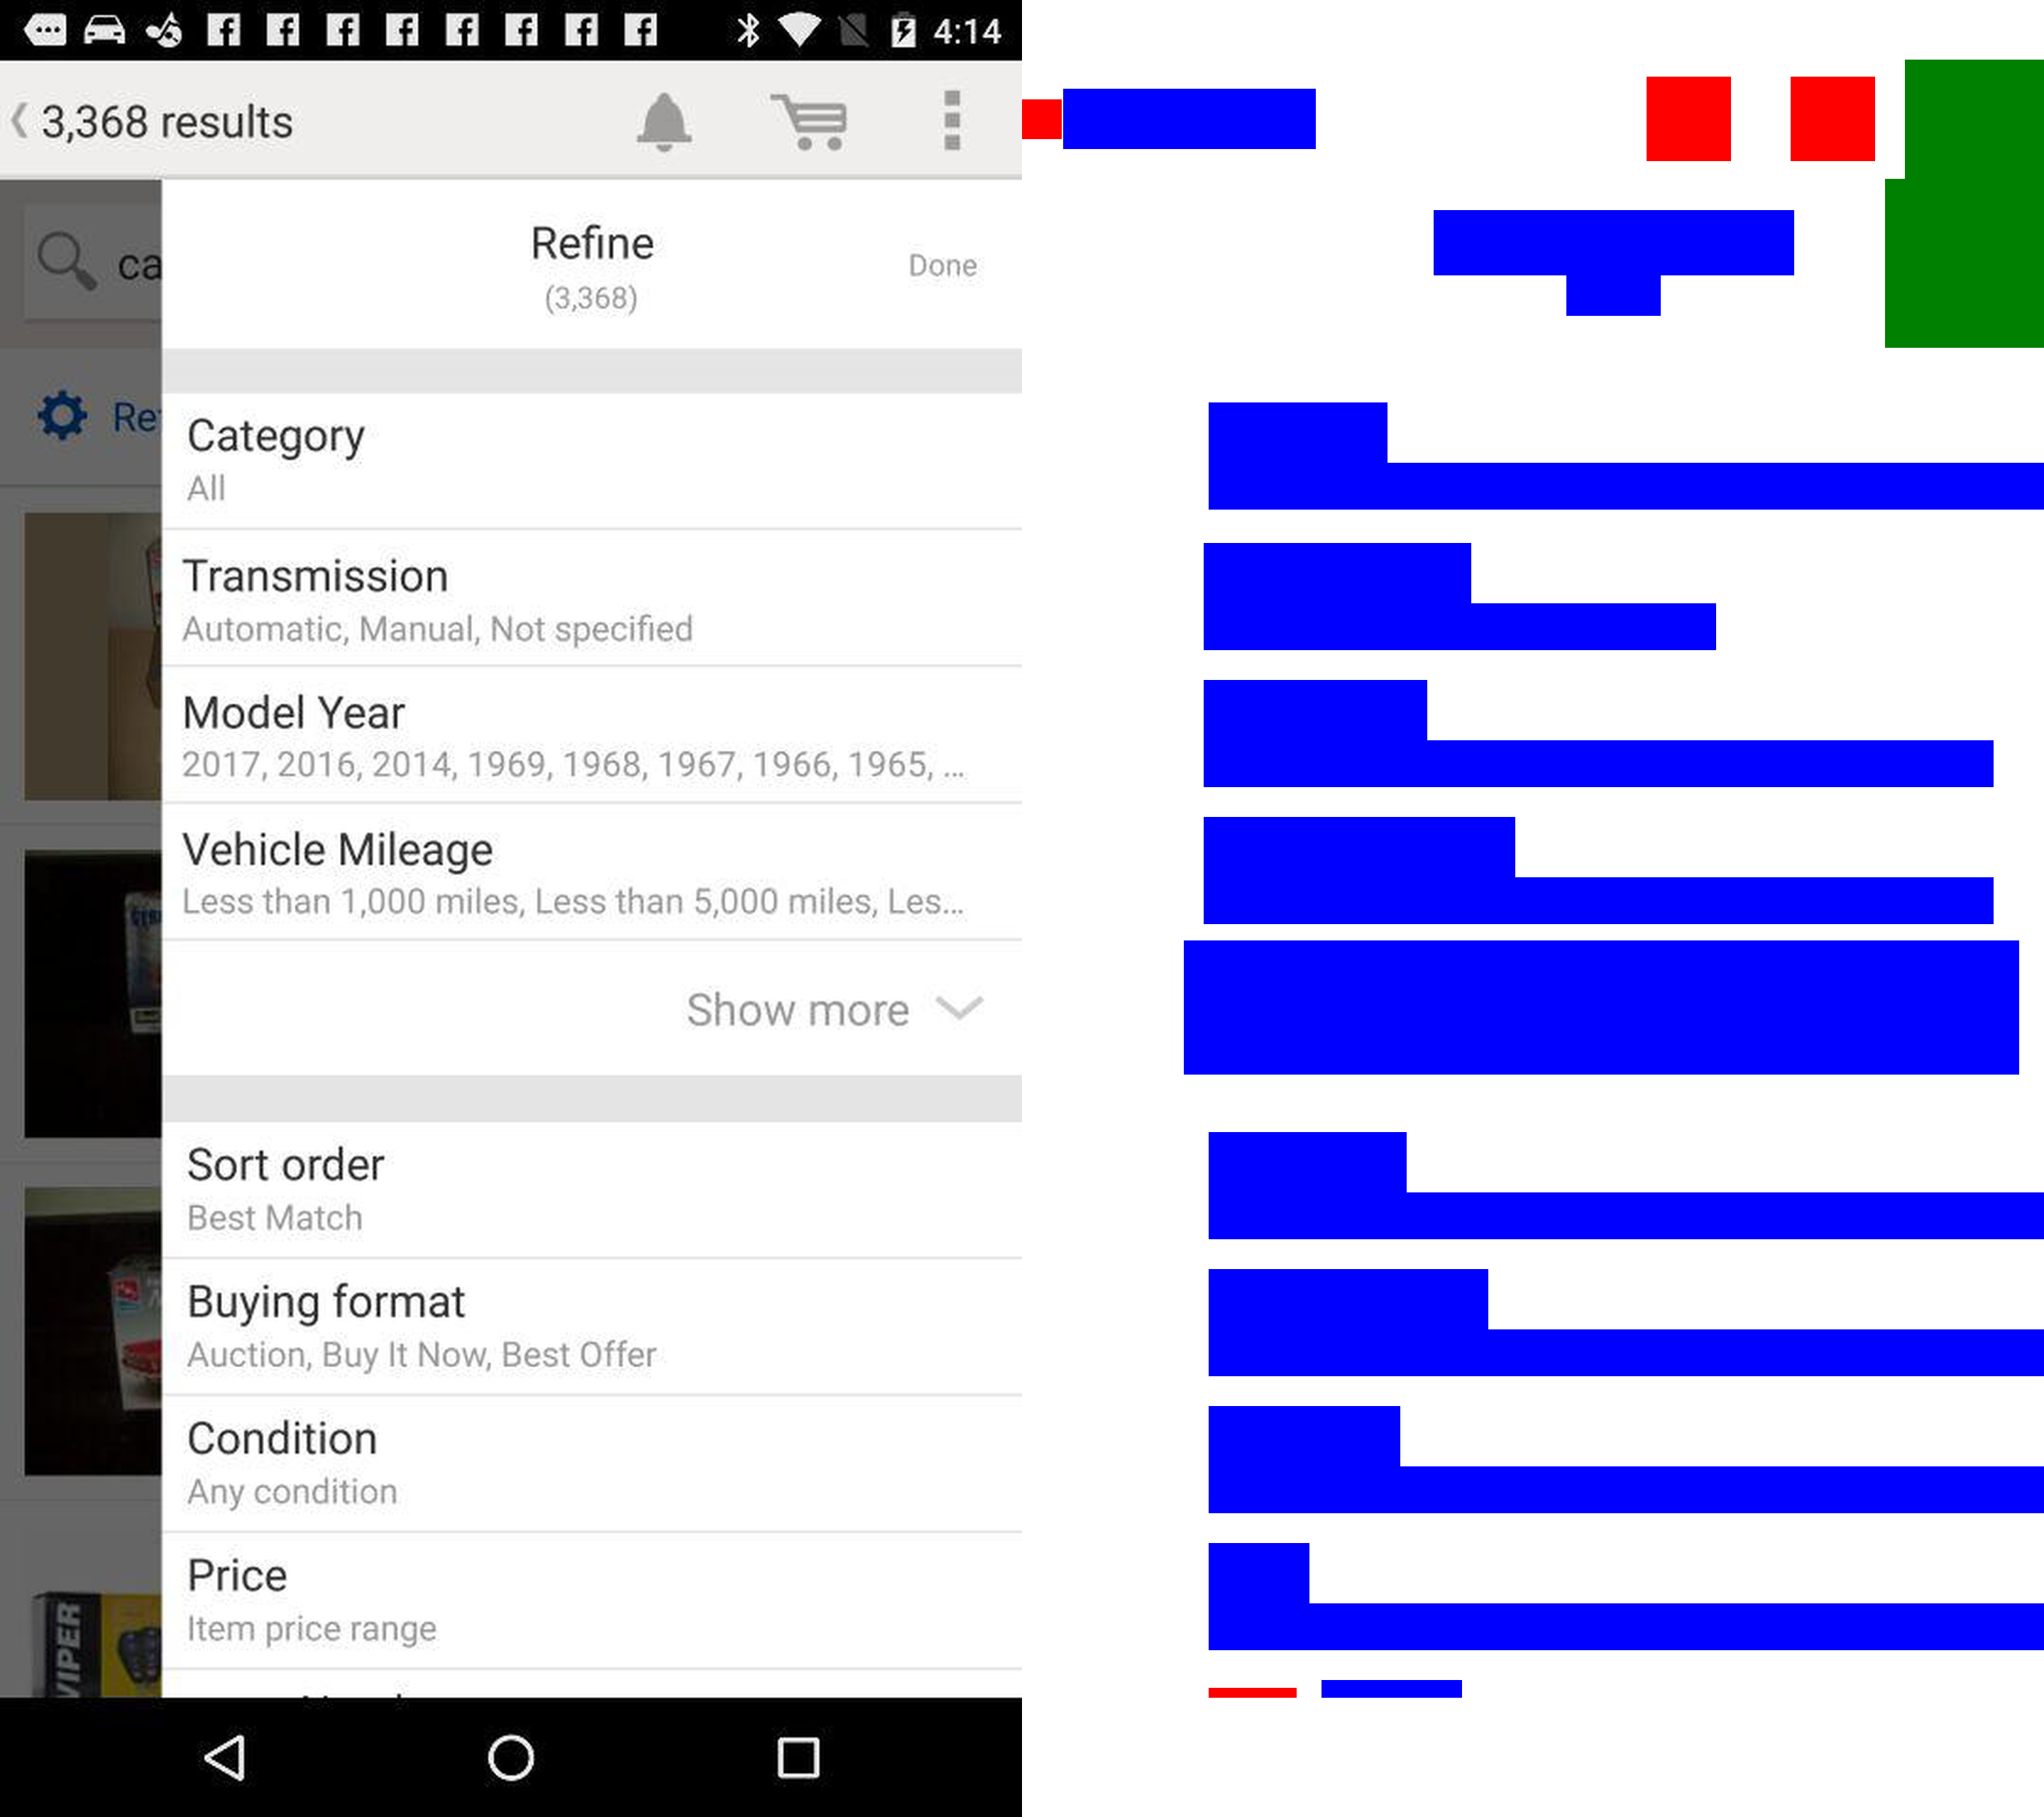 4:14
3,368 results
ca
Refine
(3,368)
Done
Re
Category
All
Transmission
Automatic, Manual, Not specified
Model Year
2017, 2016, 2014, 1969, 1968, 1967, 1966, 1965, ...
Vehicle Mileage
Less than 1,000 miles, Less than 5,000 miles, Les...
Show more
Sort order
Best Match
Buying format
Auction, Buy It Now, Best Offer
Condition
Any condition
Price
Item price range
VIPER